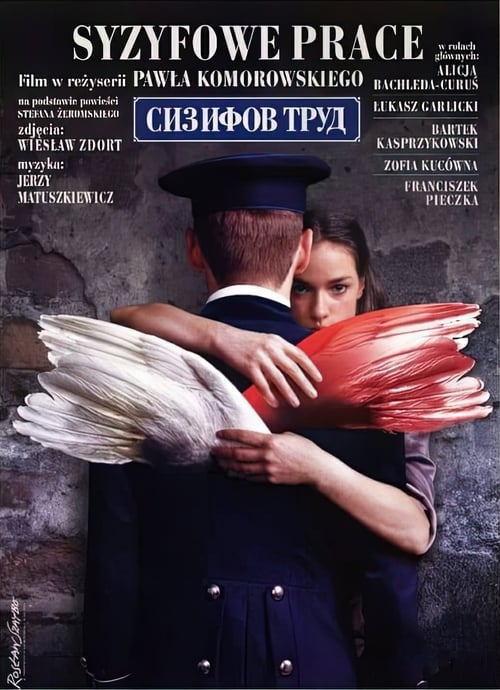 SYZYFOWE PRACE
Film w reżyserii PAWŁA KOMOROWSKIEGO
na podstawie powieści
STEFANA ŻEROMSKIEGO
zdjęcia:
WIESŁAW ZDORT
muzyka:
JERZY
MATUSZKIEWICZ
СИЗИФОВ ТРУД
w rolach
głównych:
ALICJA
BACHLEDA-CURUŚ
ŁUKASZ GARLICKI
BARTEK
KASPRZYKOWSKI
ZOFIA KUCÓWNA
FRANCISZEK
PIECZKA